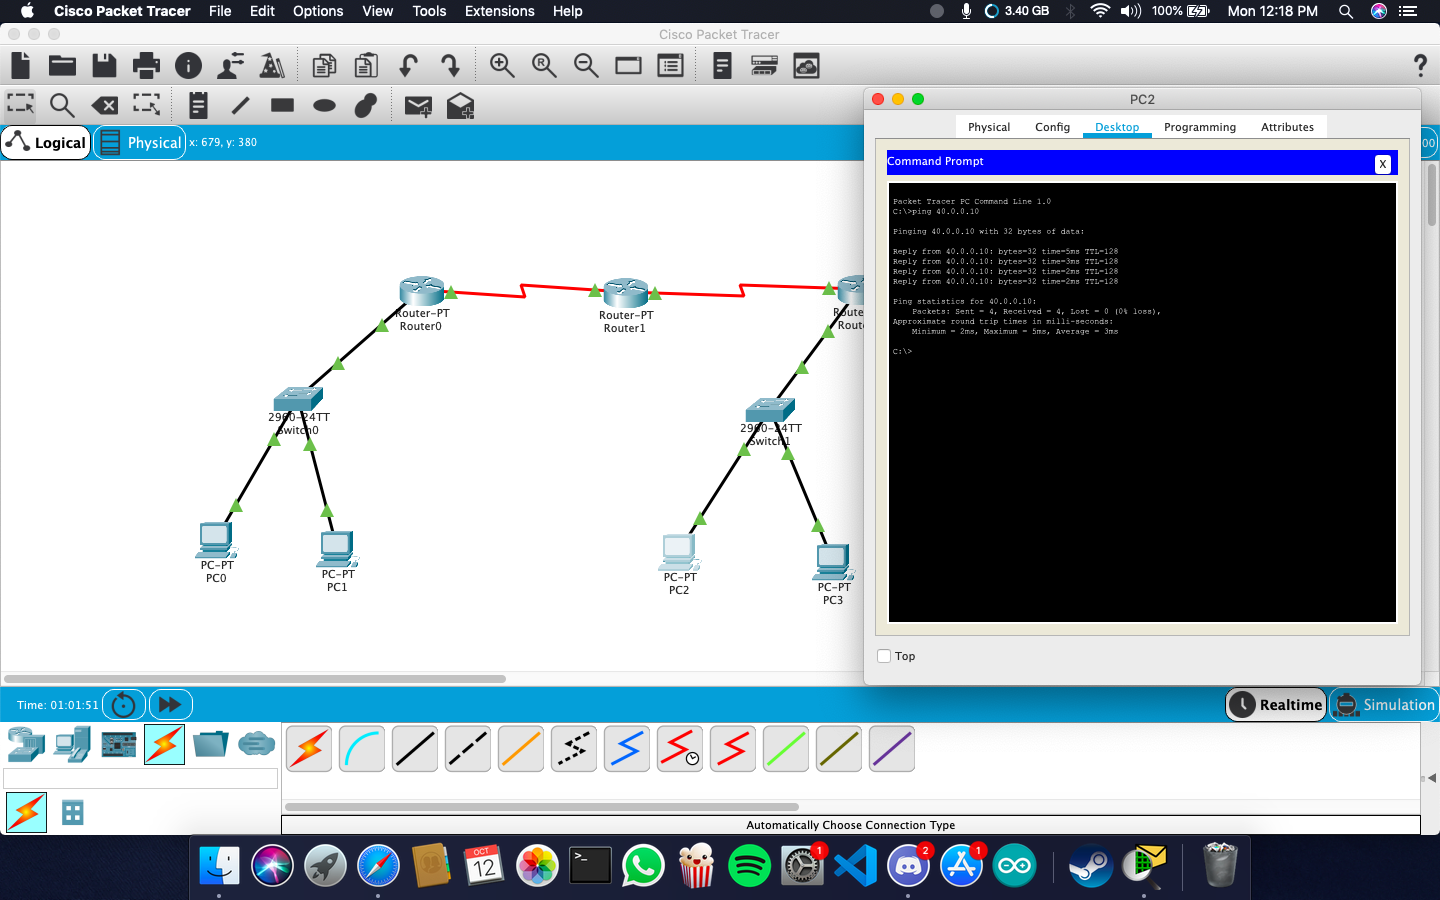 Cisco Packet Tracer File Edit Options View Tools Extensions Help 3.40 GB 100% Mon 12:18 PM
Cisco Packet Tracer
Logical Physical x: 679, y: 380
00
Router-PT
Router0
Router-PT
Router1
Route
Route
2960-24TT
Switch0
2960-24TT
Switch1
PC-PT
PC0
PC-PT
PC1
PC-PT
PC2
PC-PT
PC3
PC2
Physical Config Desktop Programming Attributes
Command Prompt X
Packet Tracer PC Command Line 1.0
C:\>ping 40.0.0.10
Pinging 40.0.0.10 with 32 bytes of data:
Reply from 40.0.0.10: bytes=32 time=5ms TTL=128
Reply from 40.0.0.10: bytes=32 time=3ms TTL=128
Reply from 40.0.0.10: bytes=32 time=2ms TTL=128
Reply from 40.0.0.10: bytes=32 time=2ms TTL=128
Ping statistics for 40.0.0.10:
Packets: Sent = 4, Received = 4, Lost = 0 (0% loss),
Approximate round trip times in milli-seconds:
Minimum = 2ms, Maximum = 5ms, Average = 3ms
C:\>
Top
Time: 01:01:51 Realtime Simulation
Automatically Choose Connection Type
OCT
12
>_
1
2
1